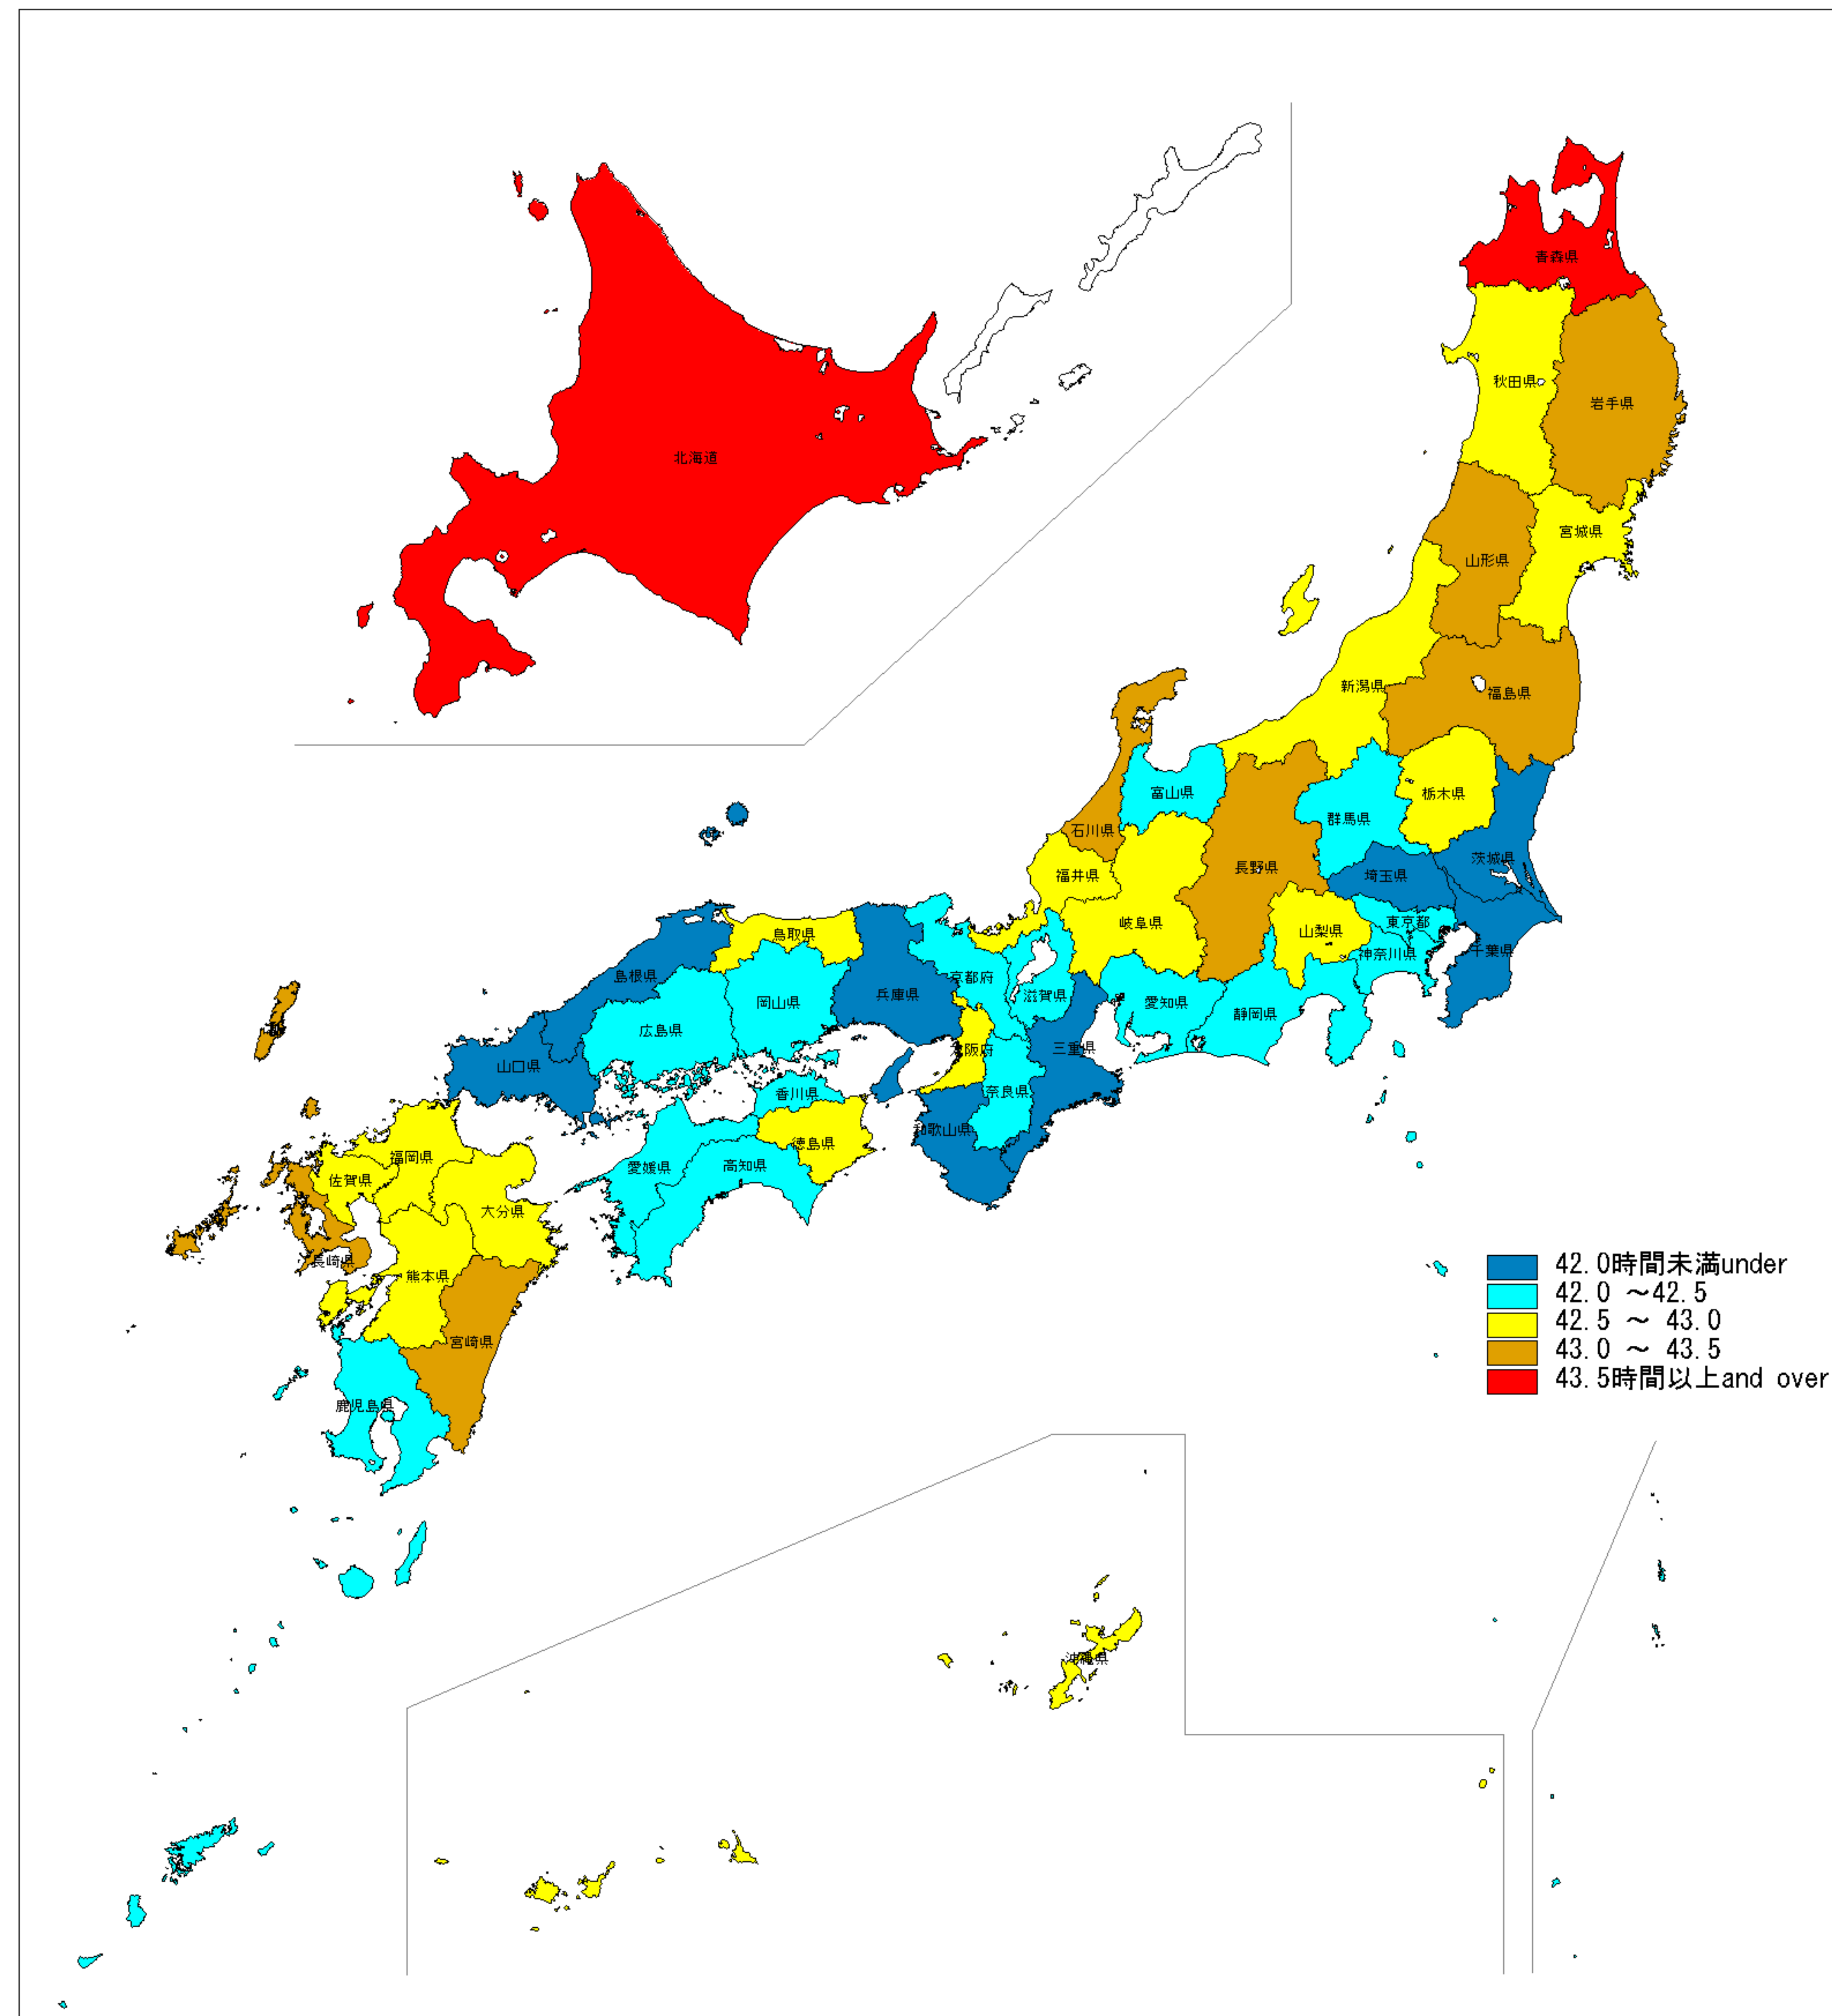 青森県
秋田県
岩手県
北海道
宮城県
山形県
新潟県
福島県
富山県
栃木県
群馬県
石川県
茨城県
長野県
福井県
埼玉県
岐阜県
東京都
山梨県
鳥取県
神奈川県
千葉県
島根県
京都府
兵庫県
滋賀県
岡山県
愛知県
静岡県
広島県
大阪府
三重県
山口県
香川県
奈良県
和歌山県
徳島県
福岡県
愛媛県
高知県
佐賀県
大分県
長崎県
熊本県
宮崎県
鹿児島県
沖縄県
42.0時間未満under
42.0 ～42.5
42.5 ～ 43.0
43.0 ～ 43.5
43.5時間以上and over